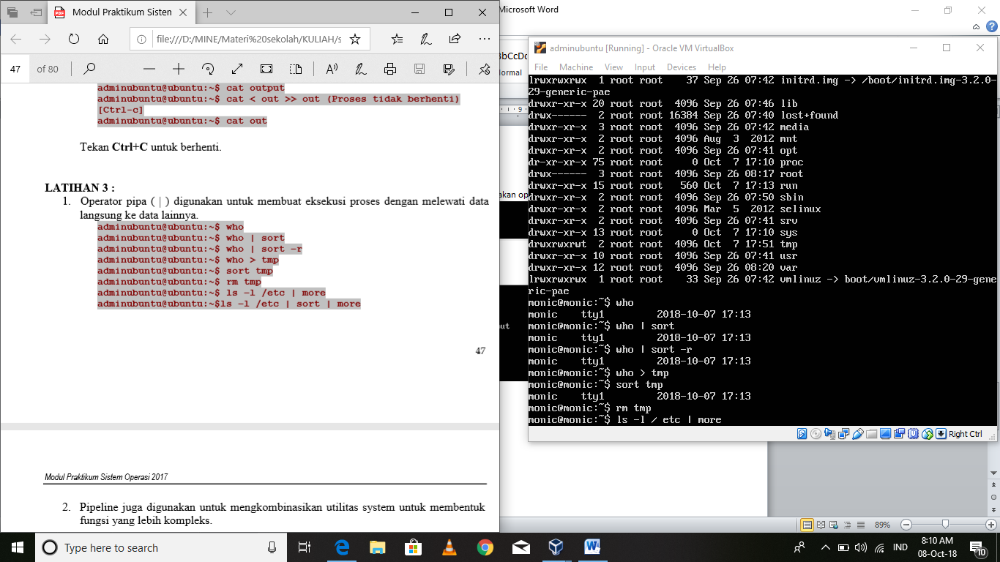 Modul Praktikum Sisten
file:///D:/MINE/Materi%20sekolah/KULIAH/s
47 of 80
adminubuntu@ubuntu:~$ cat output
adminubuntu@ubuntu:~$ cat < out >> out (Proses tidak berhenti)
[Ctrl-c]
adminubuntu@ubuntu:~$ cat out
Tekan Ctrl+C untuk berhenti.
LATIHAN 3 :
1. Operator pipa ( | ) digunakan untuk membuat eksekusi proses dengan melewati data
langsung ke data lainnya.
adminubuntu@ubuntu:~$ who
adminubuntu@ubuntu:~$ who | sort
adminubuntu@ubuntu:~$ who | sort -r
adminubuntu@ubuntu:~$ who > tmp
adminubuntu@ubuntu:~$ sort tmp
adminubuntu@ubuntu:~$ rm tmp
adminubuntu@ubuntu:~$ ls -l /etc | more
adminubuntu@ubuntu:~$ls -l /etc | sort | more
47
Modul Praktikum Sistem Operasi 2017
2. Pipeline juga digunakan untuk mengkombinasikan utilitas system untuk membentuk
fungsi yang lebih kompleks.
Microsoft Word
bCcDc
ormal
9
akan op
out
adminubuntu [Running] - Oracle VM VirtualBox
File Machine View Input Devices Help
lrwxrwxrwx 1 root root 37 Sep 26 07:42 initrd.img -> /boot/initrd.img-3.2.0-
29-generic-pae
drwxr-xr-x 20 root root 4096 Sep 26 07:46 lib
drwx------ 2 root root 16384 Sep 26 07:40 lost+found
drwxr-xr-x 3 root root 4096 Sep 26 07:42 media
drwxr-xr-x 2 root root 4096 Aug 3 2012 mnt
drwxr-xr-x 2 root root 4096 Sep 26 07:41 opt
dr-xr-xr-x 75 root root 0 Oct 7 17:10 proc
drwx------ 3 root root 4096 Sep 26 08:17 root
drwxr-xr-x 15 root root 560 Oct 7 17:13 run
drwxr-xr-x 2 root root 4096 Sep 26 07:50 sbin
drwxr-xr-x 2 root root 4096 Mar 5 2012 selinux
drwxr-xr-x 2 root root 4096 Sep 26 07:41 srv
drwxr-xr-x 13 root root 0 Oct 7 17:10 sys
drwxrwxrwt 2 root root 4096 Oct 7 17:51 tmp
drwxr-xr-x 10 root root 4096 Sep 26 07:41 usr
drwxr-xr-x 12 root root 4096 Sep 26 08:20 var
lrwxrwxrwx 1 root root 33 Sep 26 07:42 vmlinuz -> boot/vmlinuz-3.2.0-29-gene
ric-pae
monic@monic:~$ who
monic tty1 2018-10-07 17:13
monic@monic:~$ who | sort
monic tty1 2018-10-07 17:13
monic@monic:~$ who | sort -r
monic tty1 2018-10-07 17:13
monic@monic:~$ who > tmp
monic@monic:~$ sort tmp
monic tty1 2018-10-07 17:13
monic@monic:~$ rm tmp
monic@monic:~$ ls -l / etc | more
Right Ctrl
89%
Type here to search
IND
8:10 AM
08-Oct-18
10